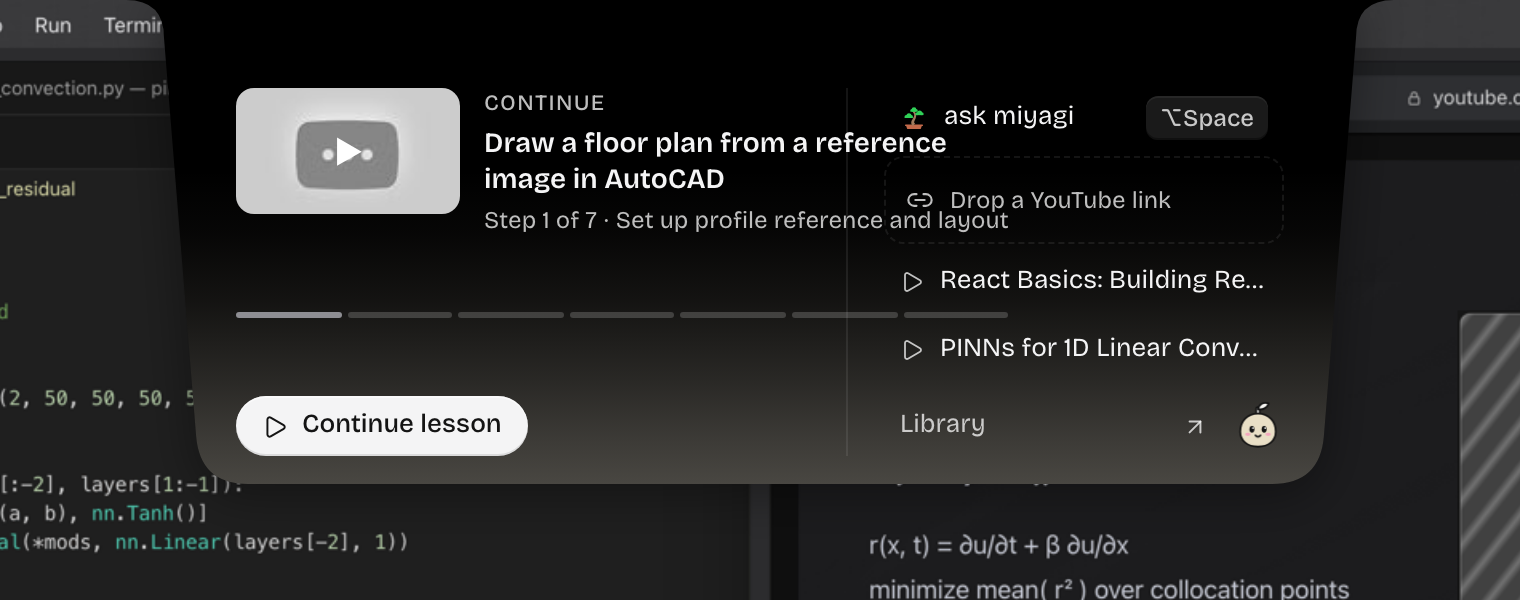 Run Termin
_convection.py — pi
youtube.c
CONTINUE
Draw a floor plan from a reference
image in AutoCAD
Step 1 of 7 · Set up profile reference and layout
Continue lesson
ask miyagi
⌥Space
Drop a YouTube link
React Basics: Building Re...
PINNs for 1D Linear Conv...
Library
_residual
d
(2, 50, 50, 50, 5
[:-2], layers[1:-1]):
(a, b), nn.Tanh()]
al(*mods, nn.Linear(layers[-2], 1))
r(x, t) = ∂u/∂t + β ∂u/∂x
minimize mean( r² ) over collocation points